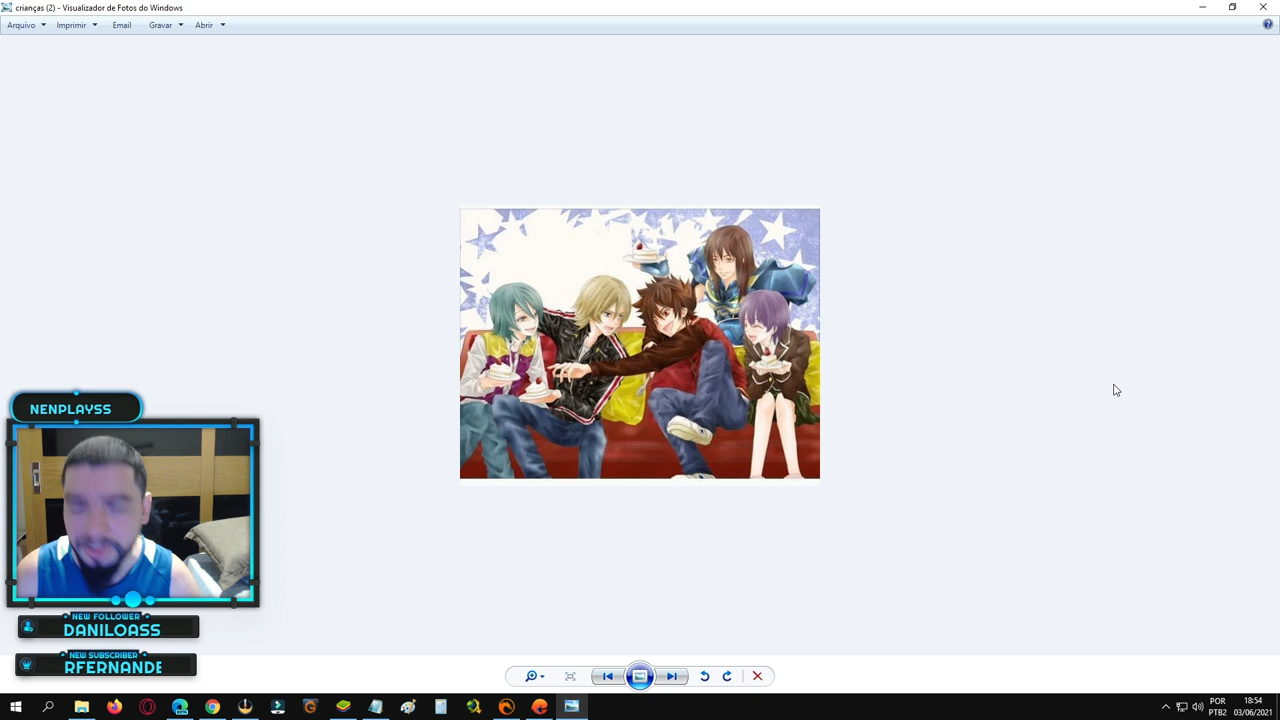 crianças (2) - Visualizador de Fotos do Windows
Arquivo Imprimir Email Gravar Abrir
NENPLAYSS
NEW FOLLOWER
DANILOASS
NEW SUBSCRIBER
RFERNANDE
POR 18:54
PTB2 03/06/2021